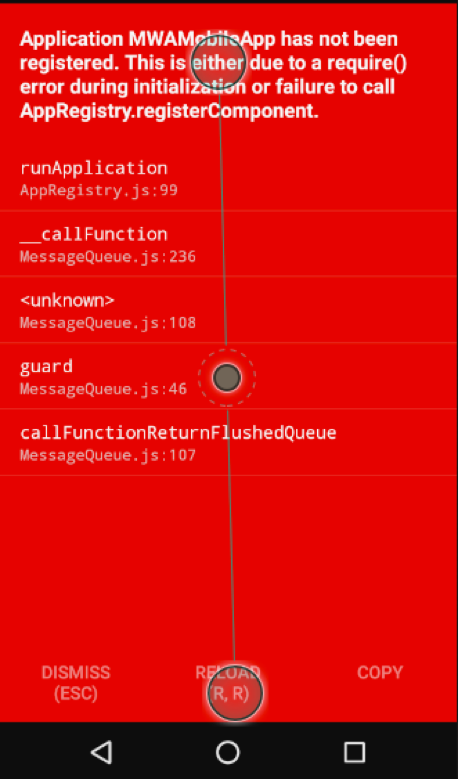 Application MWAMobileApp has not been
registered. This is either due to a require()
error during initialization or failure to call
AppRegistry.registerComponent.
runApplication
AppRegistry.js:99
__callFunction
MessageQueue.js:236
<unknown>
MessageQueue.js:108
guard
MessageQueue.js:46
callFunctionReturnFlushedQueue
MessageQueue.js:107
DISMISS
(ESC)
RELOAD
(R, R)
COPY